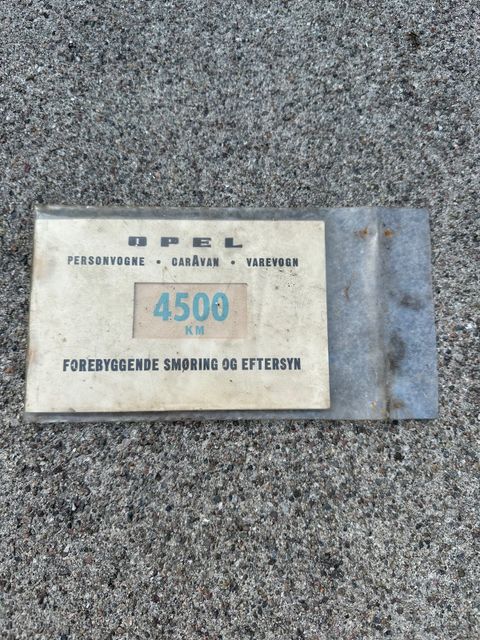 OPEL
PERSONVOGNE • CARAVAN • VAREVOGN
4500
KM
FOREBYGGENDE SMØRING OG EFTERSYN